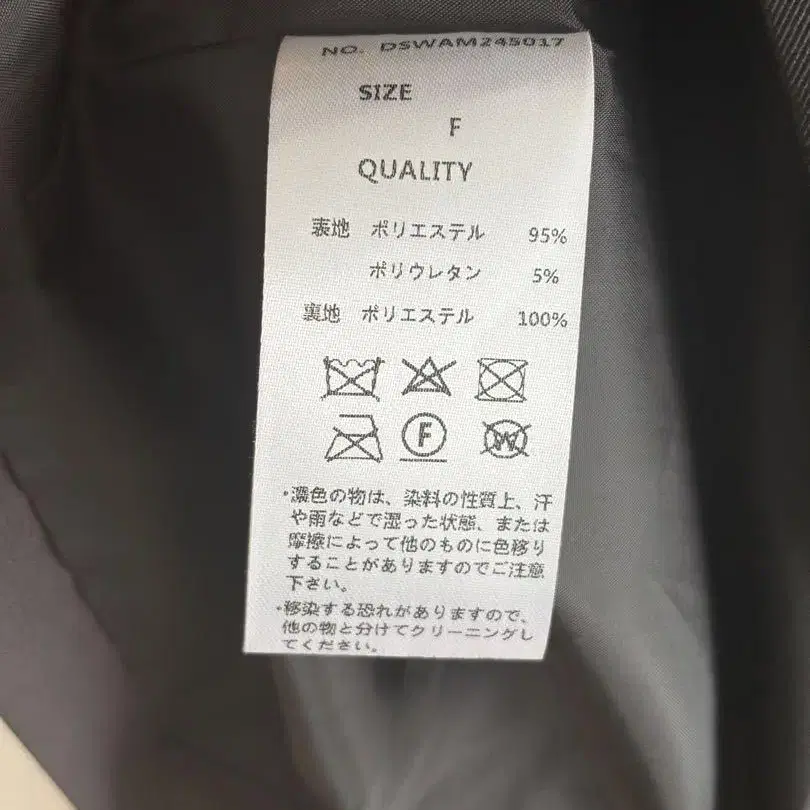 NO. DSWAM245017
SIZE
F
QUALITY
表地 ポリエステル 95%
ポリウレタン 5%
裏地 ポリエステル 100%
F W
・濃色の物は、染料の性質上、汗
や雨などで湿った状態、または
摩擦によって他のものに色移り
することがありますのでご注意
下さい。
・移染する恐れがありますので、
他の物と分けてクリーニングし
てください。